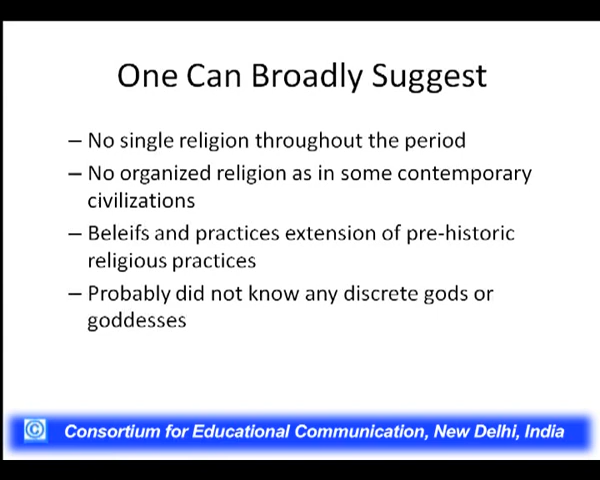 One Can Broadly Suggest
– No single religion throughout the period
– No organized religion as in some contemporary
civilizations
– Beleifs and practices extension of pre-historic
religious practices
– Probably did not know any discrete gods or
goddesses
© Consortium for Educational Communication, New Delhi, India